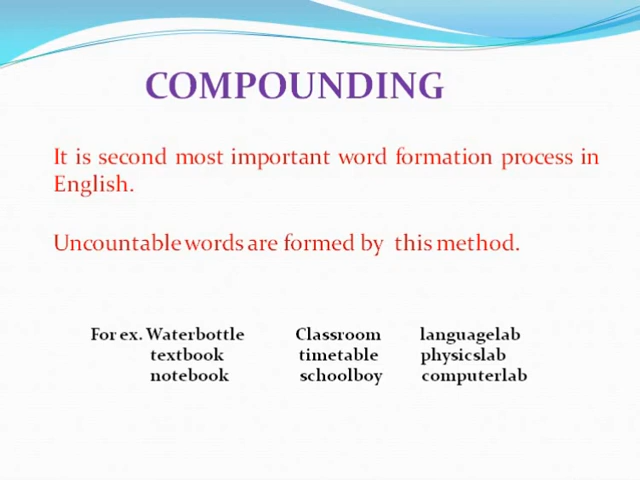 COMPOUNDING
It is second most important word formation process in
English.
Uncountable words are formed by this method.
For ex. Waterbottle Classroom languagelab
textbook timetable physicslab
notebook schoolboy computerlab